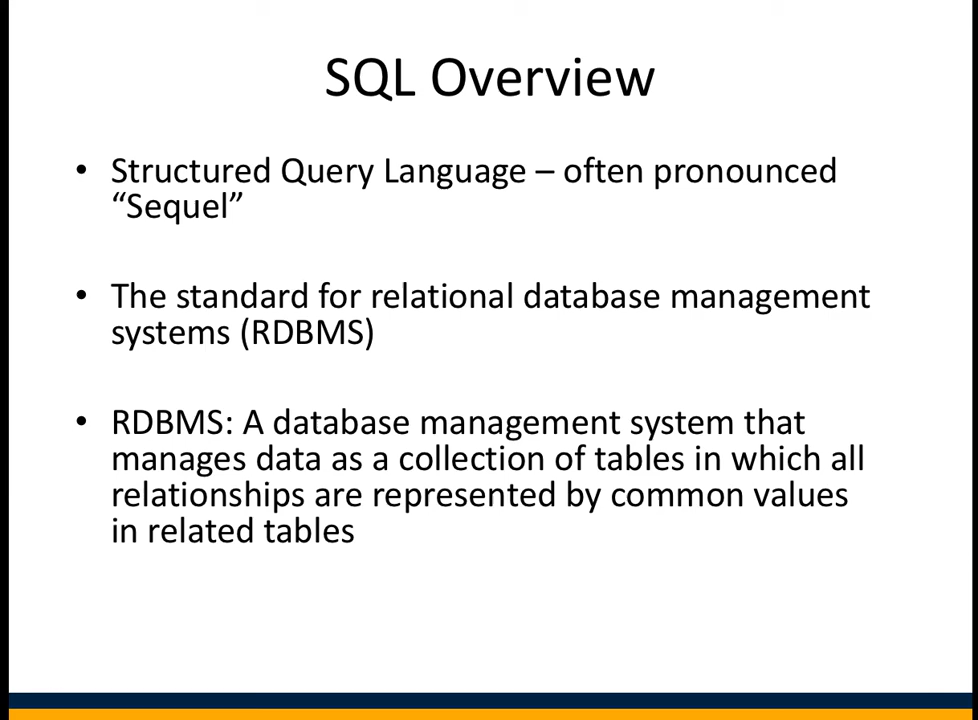 SQL Overview
• Structured Query Language – often pronounced
“Sequel”
• The standard for relational database management
systems (RDBMS)
• RDBMS: A database management system that
manages data as a collection of tables in which all
relationships are represented by common values
in related tables